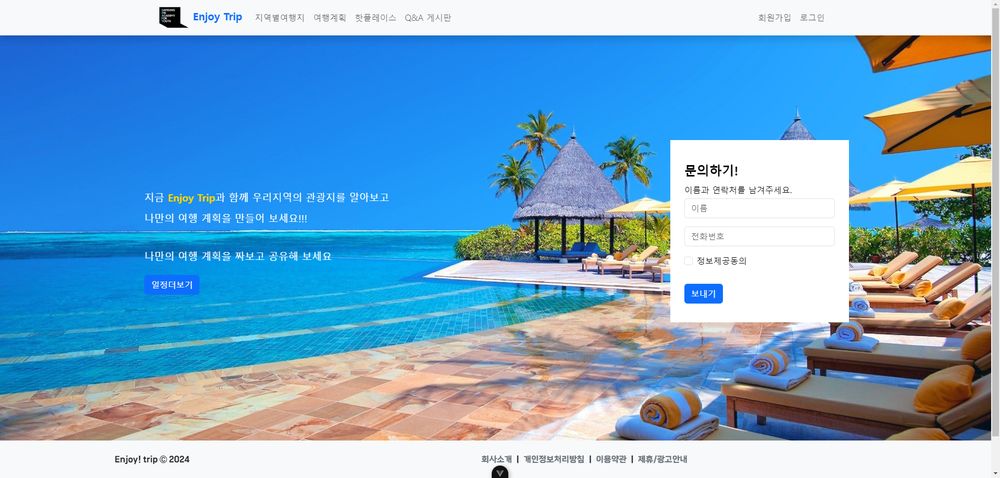 SAMSUNG
SW
ACADEMY
FOR
YOUTH
Enjoy Trip 지역별여행지 여행계획 핫플레이스 Q&A 게시판 회원가입 로그인
지금 Enjoy Trip과 함께 우리지역의 관광지를 알아보고
나만의 여행 계획을 만들어 보세요!!!
나만의 여행 계획을 짜보고 공유해 보세요
일정더보기
문의하기!
이름과 연락처를 남겨주세요.
이름
전화번호
정보제공동의
보내기
Enjoy! trip © 2024
회사소개 | 개인정보처리방침 | 이용약관 | 제휴/광고안내